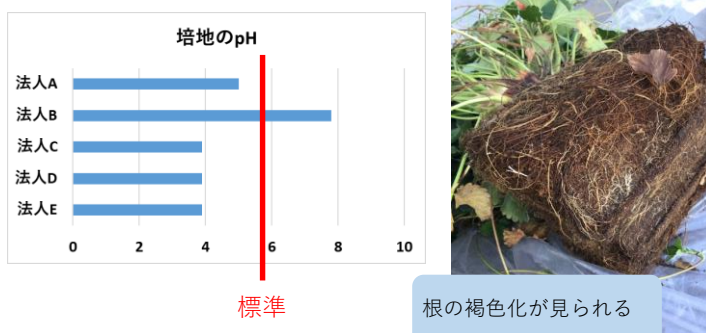 培地のpH
法人A
法人B
法人C
法人D
法人E
0 2 4 6 8 10
標準
根の褐色化が見られる